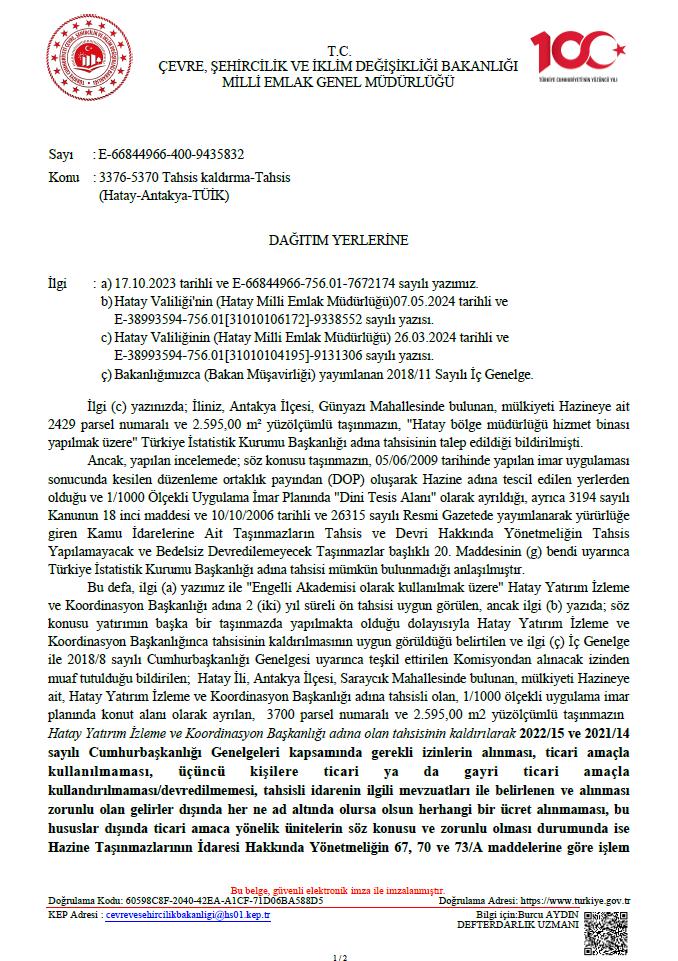 T.C.
ÇEVRE, ŞEHİRCİLİK VE İKLİM DEĞİŞİKLİĞİ BAKANLIĞI
MİLLİ EMLAK GENEL MÜDÜRLÜĞÜ
100
TÜRKİYE CUMHURİYETİ'NİN YÜZÜNCÜ YILI
Sayı : E-66844966-400-9435832
Konu : 3376-5370 Tahsis kaldırma-Tahsis
(Hatay-Antakya-TÜİK)
DAĞITIM YERLERİNE
İlgi : a) 17.10.2023 tarihli ve E-66844966-756.01-7672174 sayılı yazımız.
b) Hatay Valiliği'nin (Hatay Milli Emlak Müdürlüğü)07.05.2024 tarihli ve
E-38993594-756.01[31010106172]-9338552 sayılı yazısı.
c) Hatay Valiliğinin (Hatay Milli Emlak Müdürlüğü) 26.03.2024 tarihli ve
E-38993594-756.01[31010104195]-9131306 sayılı yazısı.
ç) Bakanlığımızca (Bakan Müşavirliği) yayımlanan 2018/11 Sayılı İç Genelge.
İlgi (c) yazınızda; İliniz, Antakya İlçesi, Günyazı Mahallesinde bulunan, mülkiyeti Hazineye ait
2429 parsel numaralı ve 2.595,00 m² yüzölçümlü taşınmazın, "Hatay bölge müdürlüğü hizmet binası
yapılmak üzere" Türkiye İstatistik Kurumu Başkanlığı adına tahsisinin talep edildiği bildirilmişti.
Ancak, yapılan incelemede; söz konusu taşınmazın, 05/06/2009 tarihinde yapılan imar uygulaması
sonucunda kesilen düzenleme ortaklık payından (DOP) oluşarak Hazine adına tescil edilen yerlerden
olduğu ve 1/1000 Ölçekli Uygulama İmar Planında "Dini Tesis Alanı" olarak ayrıldığı, ayrıca 3194 sayılı
Kanunun 18 inci maddesi ve 10/10/2006 tarihli ve 26315 sayılı Resmi Gazetede yayımlanarak yürürlüğe
giren Kamu İdarelerine Ait Taşınmazların Tahsis ve Devri Hakkında Yönetmeliğin Tahsis
Yapılamayacak ve Bedelsiz Devredilemeyecek Taşınmazlar başlıklı 20. Maddesinin (g) bendi uyarınca
Türkiye İstatistik Kurumu Başkanlığı adına tahsisi mümkün bulunmadığı anlaşılmıştır.
Bu defa, ilgi (a) yazımız ile "Engelli Akademisi olarak kullanılmak üzere" Hatay Yatırım İzleme
ve Koordinasyon Başkanlığı adına 2 (iki) yıl süreli ön tahsisi uygun görülen, ancak ilgi (b) yazıda; söz
konusu yatırımın başka bir taşınmazda yapılmakta olduğu dolayısıyla Hatay Yatırım İzleme ve
Koordinasyon Başkanlığınca tahsisinin kaldırılmasının uygun görüldüğü belirtilen ve ilgi (ç) İç Genelge
ile 2018/8 sayılı Cumhurbaşkanlığı Genelgesi uyarınca teşkil ettirilen Komisyondan alınacak izinden
muaf tutulduğu bildirilen; Hatay İli, Antakya İlçesi, Saraycık Mahallesinde bulunan, mülkiyeti Hazineye
ait, Hatay Yatırım İzleme ve Koordinasyon Başkanlığı adına tahsisli olan, 1/1000 ölçekli uygulama imar
planında konut alanı olarak ayrılan, 3700 parsel numaralı ve 2.595,00 m2 yüzölçümlü taşınmazın
Hatay Yatırım İzleme ve Koordinasyon Başkanlığı adına olan tahsisinin kaldırılarak 2022/15 ve 2021/14
sayılı Cumhurbaşkanlığı Genelgeleri kapsamında gerekli izinlerin alınması, ticari amaçla
kullanılmaması, üçüncü kişilere ticari ya da gayri ticari amaçla
kullandırılmaması/devredilmemesi, tahsisli idarenin ilgili mevzuatları ile belirlenen ve alınması
zorunlu olan gelirler dışında her ne ad altında olursa olsun herhangi bir ücret alınmaması, bu
hususlar dışında ticari amaca yönelik ünitelerin söz konusu ve zorunlu olması durumunda ise
Hazine Taşınmazlarının İdaresi Hakkında Yönetmeliğin 67, 70 ve 73/A maddelerine göre işlem
Bu belge, güvenli elektronik imza ile imzalanmıştır.
Doğrulama Kodu: 60598C8F-2040-42EA-A1CF-71D06BA588D5 Doğrulama Adresi: https://www.turkiye.gov.tr
KEP Adresi : cevrevesehircilikbakanligi@hs01.kep.tr Bilgi için:Burcu AYDIN
DEFTERDARLIK UZMANI
1 / 2